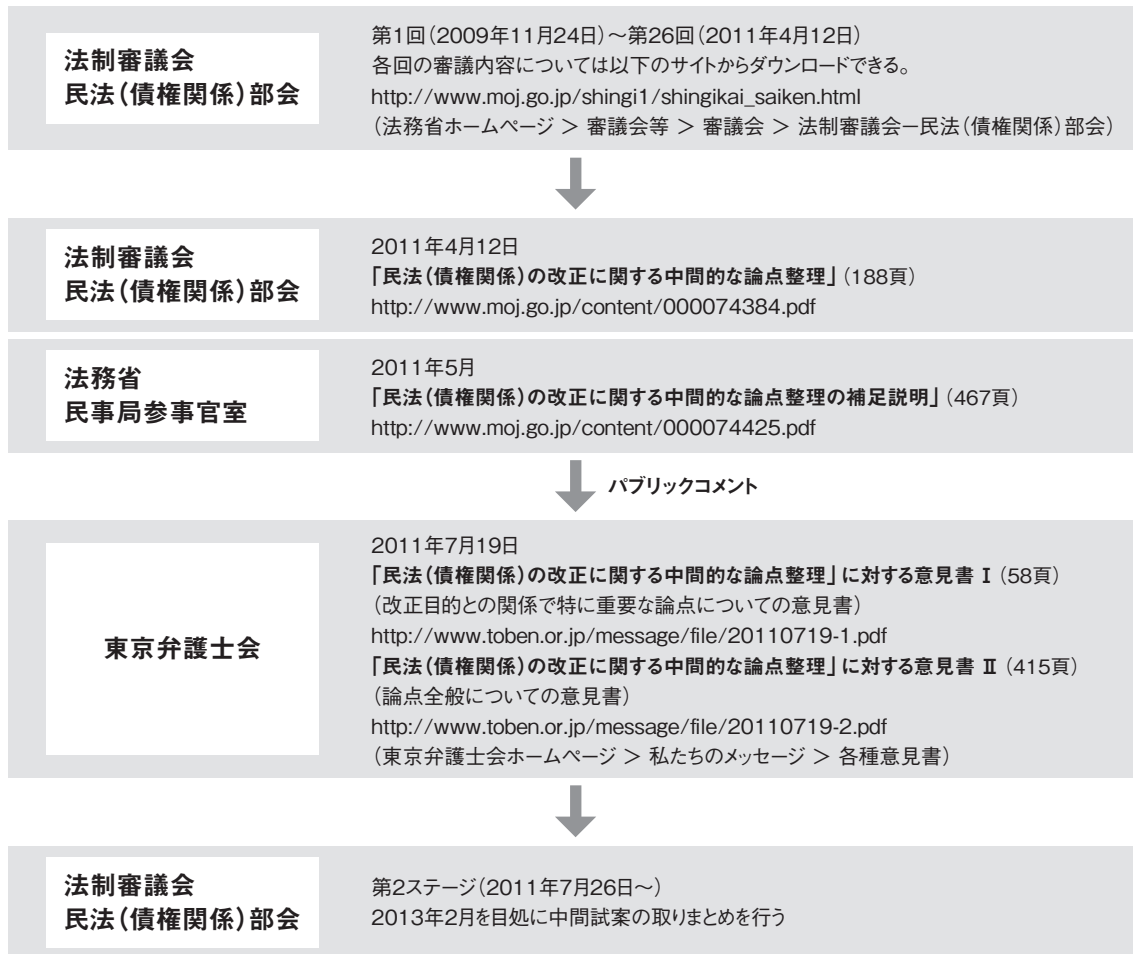 法制審議会
民法（債権関係）部会
第1回（2009年11月24日）～第26回（2011年4月12日）
各回の審議内容については以下のサイトからダウンロードできる。
http://www.moj.go.jp/shingi1/shingikai_saiken.html
（法務省ホームページ ＞ 審議会等 ＞ 審議会 ＞ 法制審議会－民法（債権関係）部会）
法制審議会
民法（債権関係）部会
2011年4月12日
「民法（債権関係）の改正に関する中間的な論点整理」（188頁）
http://www.moj.go.jp/content/000074384.pdf
法務省
民事局参事官室
2011年5月
「民法（債権関係）の改正に関する中間的な論点整理の補足説明」（467頁）
http://www.moj.go.jp/content/000074425.pdf
パブリックコメント
東京弁護士会
2011年7月19日
「民法（債権関係）の改正に関する中間的な論点整理」に対する意見書 Ⅰ（58頁）
（改正目的との関係で特に重要な論点についての意見書）
http://www.toben.or.jp/message/file/20110719-1.pdf
「民法（債権関係）の改正に関する中間的な論点整理」に対する意見書 Ⅱ（415頁）
（論点全般についての意見書）
http://www.toben.or.jp/message/file/20110719-2.pdf
（東京弁護士会ホームページ ＞ 私たちのメッセージ ＞ 各種意見書）
法制審議会
民法（債権関係）部会
第2ステージ（2011年7月26日～）
2013年2月を目処に中間試案の取りまとめを行う